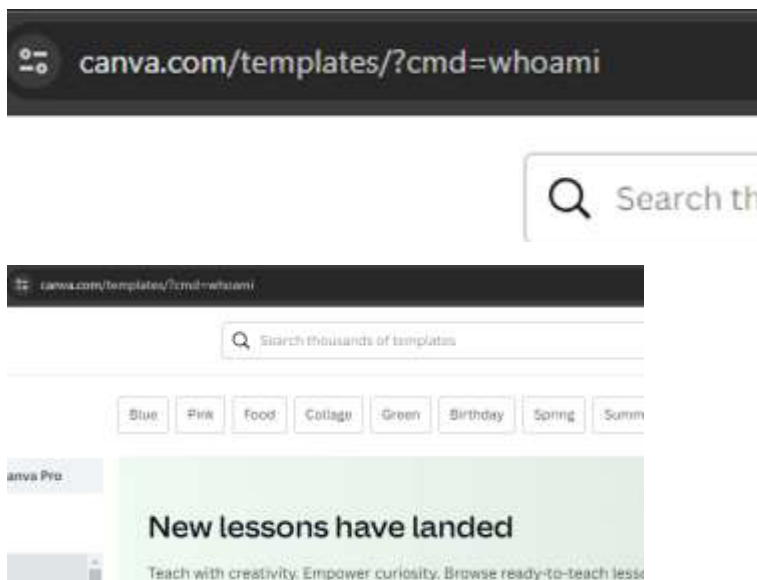 canva.com/templates/?cmd=whoami
Search th
canva.com/templates/?cmd=whoami
Search thousands of templates
Blue Pink Food Collage Green Birthday Spring Summ
anva Pro
New lessons have landed
Teach with creativity. Empower curiosity. Browse ready-to-teach less